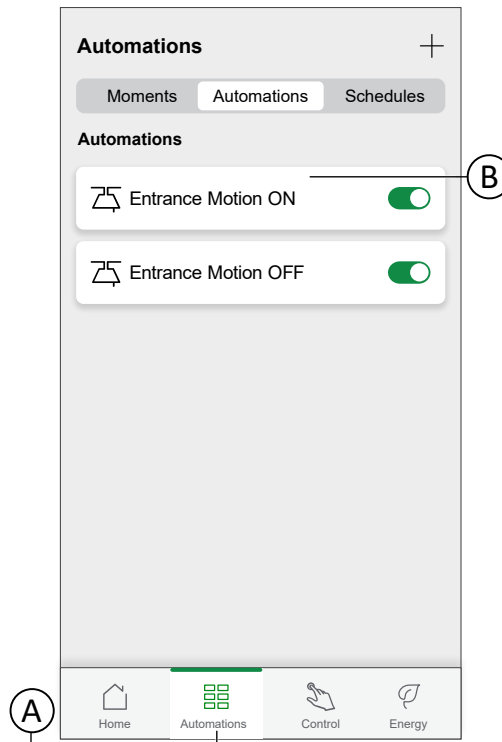 Automations
Moments Automations Schedules
Automations
B
Entrance Motion ON
Entrance Motion OFF
A
Home Automations Control Energy